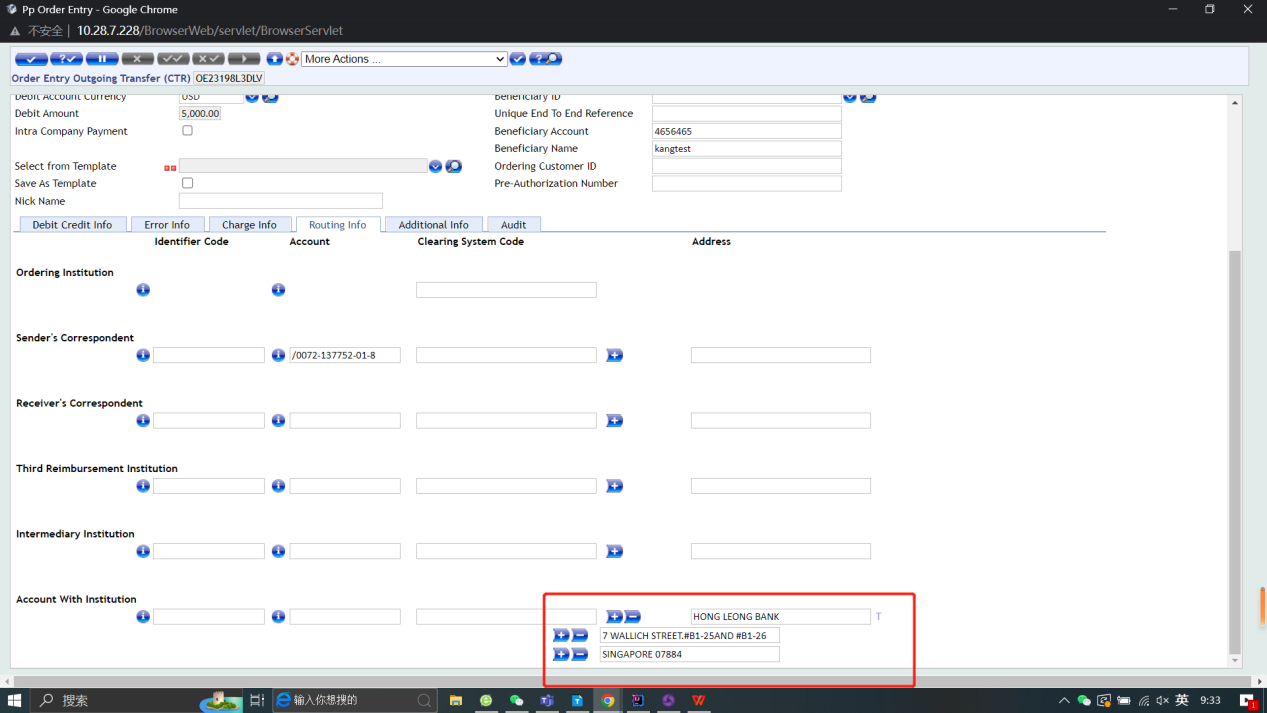 Pp Order Entry - Google Chrome
不安全 | 10.28.7.228/BrowserWeb/servlet/BrowserServlet
More Actions ...
Order Entry Outgoing Transfer (CTR) OE23198L3DLV
Debit Account Currency USD Beneficiary ID
Debit Amount 5,000.00 Unique End To End Reference
Intra Company Payment Beneficiary Account 4656465
Beneficiary Name kangtest
Select from Template Ordering Customer ID
Save As Template Pre-Authorization Number
Nick Name
Debit Credit Info Error Info Charge Info Routing Info Additional Info Audit
Identifier Code Account Clearing System Code Address
Ordering Institution
Sender's Correspondent
/0072-137752-01-8
Receiver's Correspondent
Third Reimbursement Institution
Intermediary Institution
Account With Institution
HONG LEONG BANK T
7 WALLICH STREET.#B1-25AND #B1-26
SINGAPORE 07884
搜索 输入你想搜的 英 9:33 1